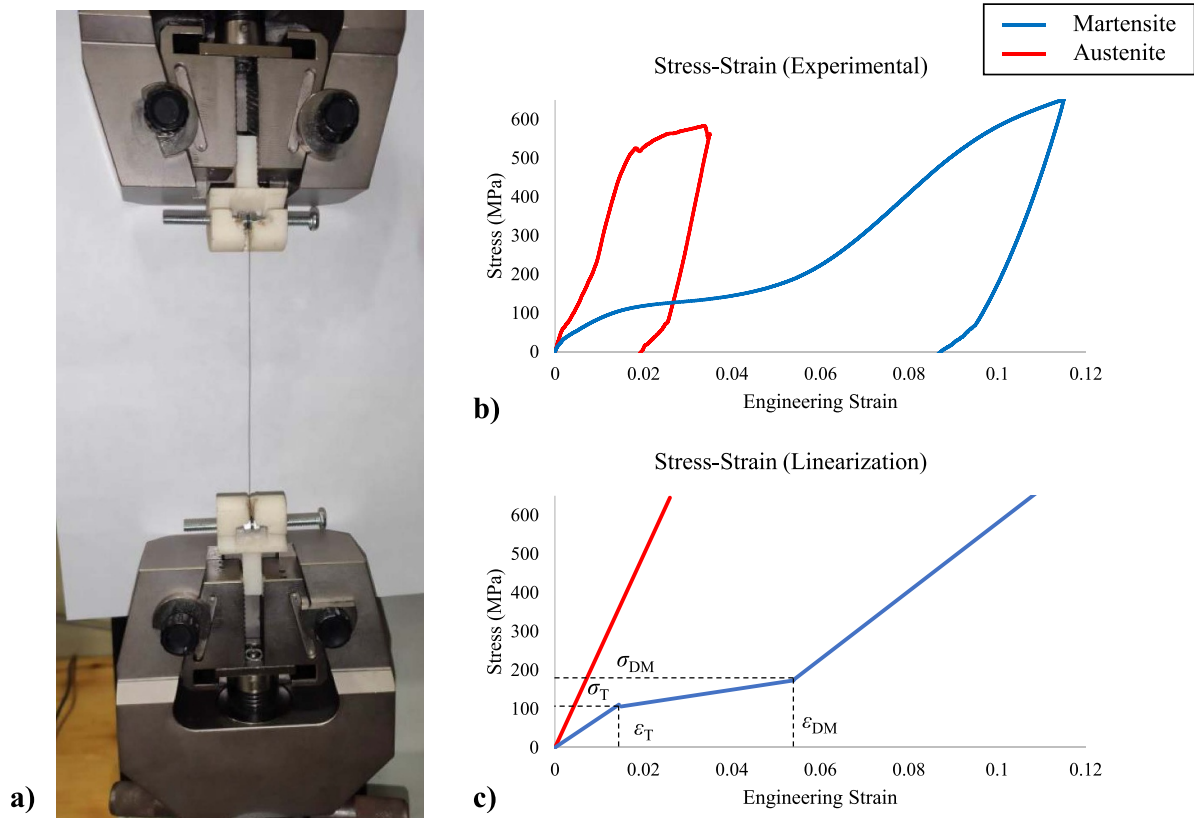 Martensite
Austenite
Stress-Strain (Experimental)
600
500
400
300
200
100
0
Stress (MPa)
0 0.02 0.04 0.06 0.08 0.1 0.12
Engineering Strain
b)
Stress-Strain (Linearization)
600
500
400
300
200
100
0
Stress (MPa)
σDM
σT
εT
εDM
0 0.02 0.04 0.06 0.08 0.1 0.12
Engineering Strain
a)
c)